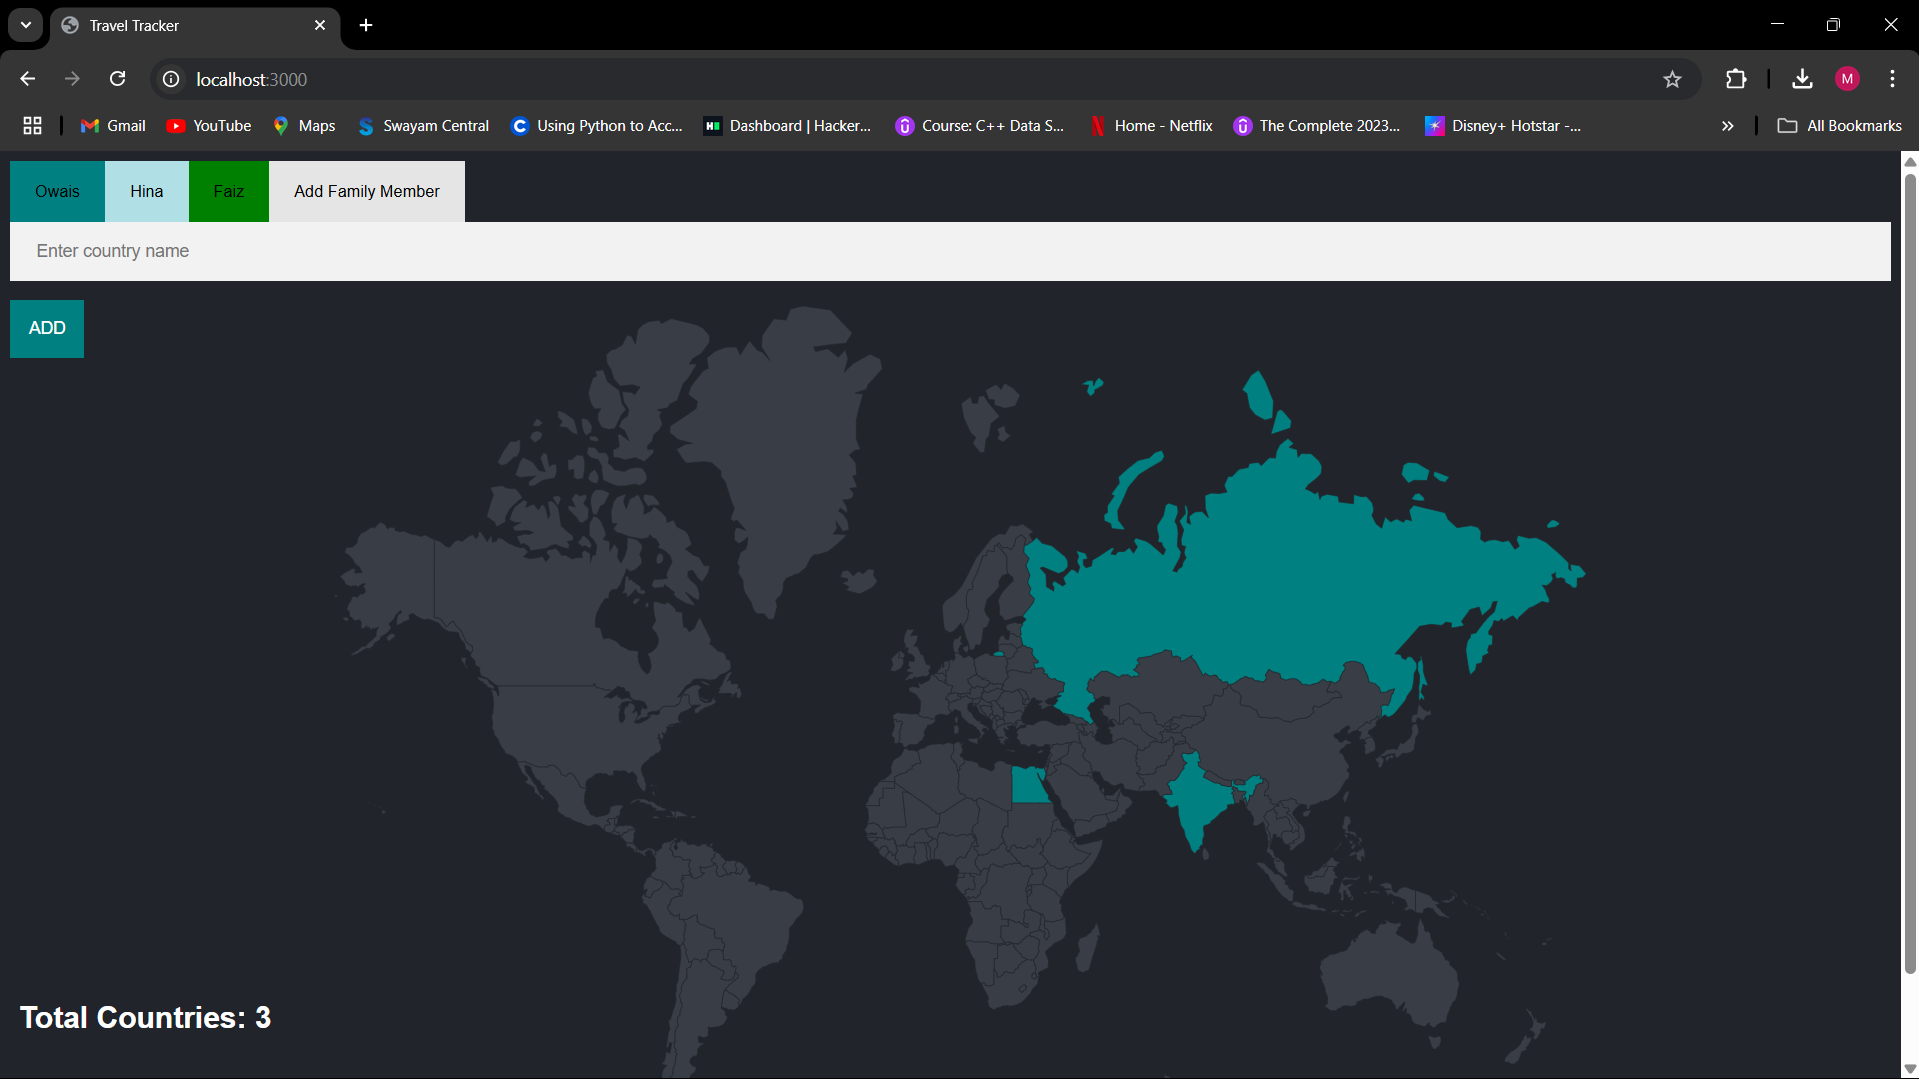 Travel Tracker
localhost:3000
M
Gmail
YouTube
Maps
Swayam Central
Using Python to Acc...
Dashboard | Hacker...
Course: C++ Data S...
Home - Netflix
The Complete 2023...
Disney+ Hotstar -...
All Bookmarks
Owais
Hina
Faiz
Add Family Member
Enter country name
ADD
Total Countries: 3